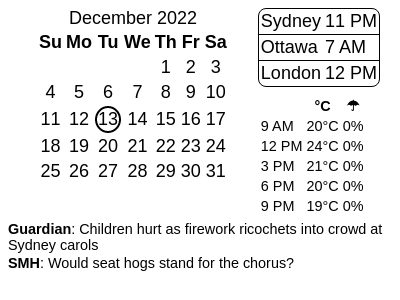 December 2022
Su Mo Tu We Th Fr Sa
1 2 3
4 5 6 7 8 9 10
11 12 13 14 15 16 17
18 19 20 21 22 23 24
25 26 27 28 29 30 31
Sydney 11 PM
Ottawa 7 AM
London 12 PM
°C ☂
9 AM 20°C 0%
12 PM 24°C 0%
3 PM 21°C 0%
6 PM 20°C 0%
9 PM 19°C 0%
Guardian: Children hurt as firework ricochets into crowd at
Sydney carols
SMH: Would seat hogs stand for the chorus?